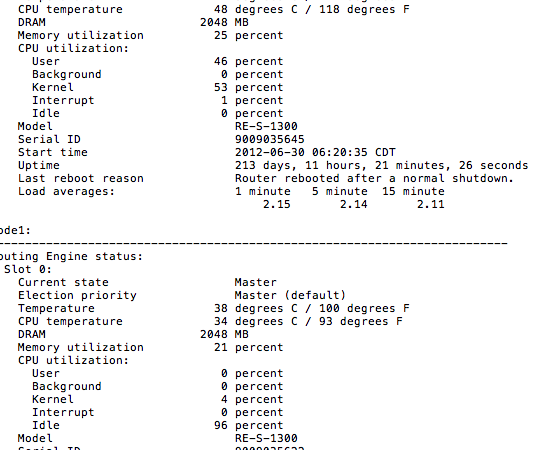 CPU temperature 48 degrees C / 118 degrees F
DRAM 2048 MB
Memory utilization 25 percent
CPU utilization:
User 46 percent
Background 0 percent
Kernel 53 percent
Interrupt 1 percent
Idle 0 percent
Model RE-S-1300
Serial ID 9009035645
Start time 2012-06-30 06:20:35 CDT
Uptime 213 days, 11 hours, 21 minutes, 26 seconds
Last reboot reason Router rebooted after a normal shutdown.
Load averages: 1 minute 5 minute 15 minute
2.15 2.14 2.11
ode1:
--------------------------------------------------------------------------
uting Engine status:
Slot 0:
Current state Master
Election priority Master (default)
Temperature 38 degrees C / 100 degrees F
CPU temperature 34 degrees C / 93 degrees F
DRAM 2048 MB
Memory utilization 21 percent
CPU utilization:
User 0 percent
Background 0 percent
Kernel 4 percent
Interrupt 0 percent
Idle 96 percent
Model RE-S-1300